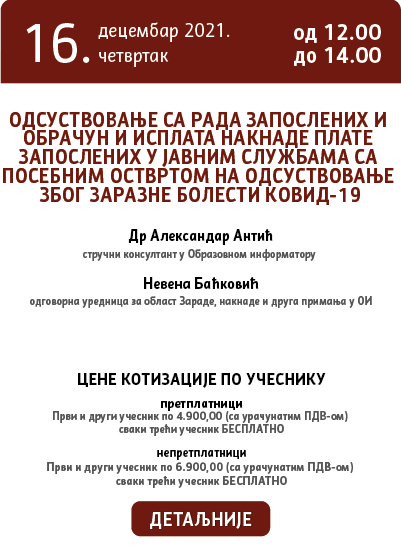 16. децембар 2021.
четвртак
од 12.00
до 14.00
ОДСУСТВОВАЊЕ СА РАДА ЗАПОСЛЕНИХ И
ОБРАЧУН И ИСПЛАТА НАКНАДЕ ПЛАТЕ
ЗАПОСЛЕНИХ У ЈАВНИМ СЛУЖБАМА СА
ПОСЕБНИМ ОСТВРТОМ НА ОДСУСТВОВАЊЕ
ЗБОГ ЗАРАЗНЕ БОЛЕСТИ КОВИД-19
Др Александар Антић
стручни консултант у Образовном информатору
Невена Баћковић
одговорна уредница за област Зараде, накнаде и друга примања у ОИ
ЦЕНЕ КОТИЗАЦИЈЕ ПО УЧЕСНИКУ
претплатници
Први и други учесник по 4.900,00 (са урачунатим ПДВ-ом)
сваки трећи учесник БЕСПЛАТНО
непретплатници
Први и други учесник по 6.900,00 (са урачунатим ПДВ-ом)
сваки трећи учесник БЕСПЛАТНО
ДЕТАЉНИЈЕ